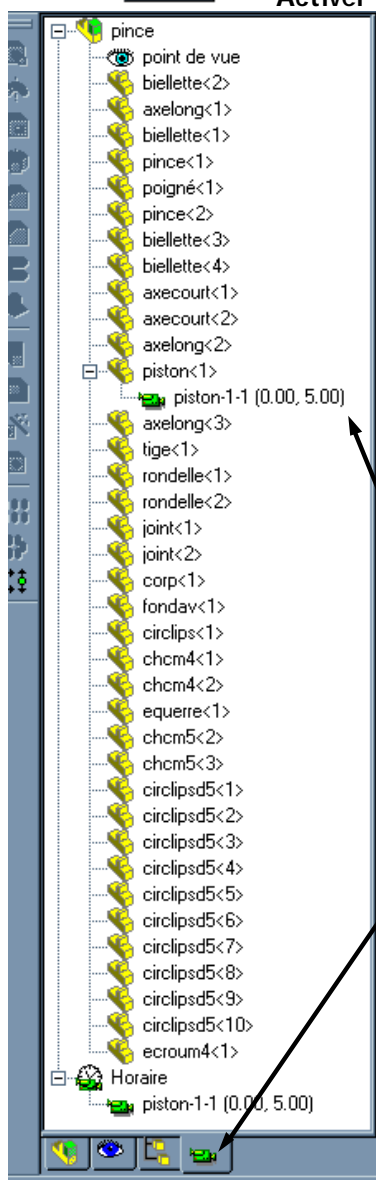 Activer
pince
point de vue
biellette<2>
axelong<1>
biellette<1>
pince<1>
poigné<1>
pince<2>
biellette<3>
biellette<4>
axecourt<1>
axecourt<2>
axelong<2>
piston<1>
piston-1-1 (0.00, 5.00)
axelong<3>
tige<1>
rondelle<1>
rondelle<2>
joint<1>
joint<2>
corp<1>
fondav<1>
circlips<1>
chcm4<1>
chcm4<2>
equerre<1>
chcm5<2>
chcm5<3>
circlipsd5<1>
circlipsd5<2>
circlipsd5<3>
circlipsd5<4>
circlipsd5<5>
circlipsd5<6>
circlipsd5<7>
circlipsd5<8>
circlipsd5<9>
circlipsd5<10>
ecroum4<1>
Horaire
piston-1-1 (0.00, 5.00)